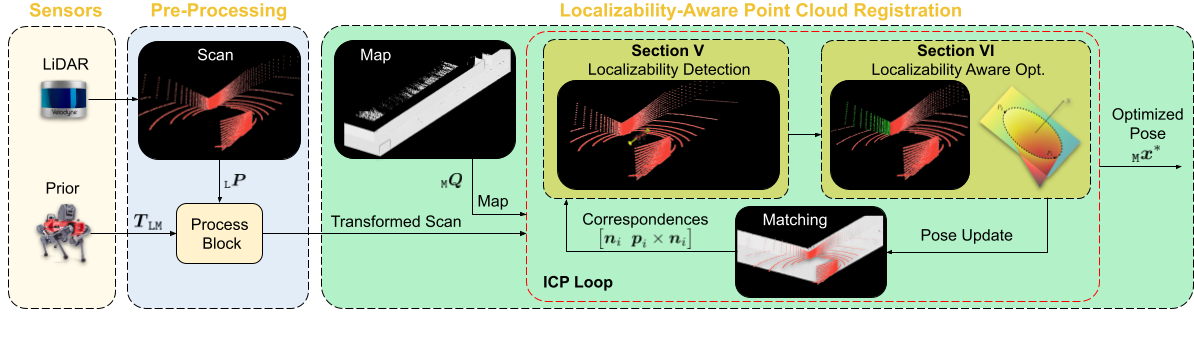 Sensors
Pre-Processing
Localizability-Aware Point Cloud Registration
LiDAR
Velodyne
Prior
Scan
$_{\mathtt{L}}\boldsymbol{P}$
$\boldsymbol{T}_{\mathtt{LM}}$
Process
Block
Map
$_{\mathtt{M}}\boldsymbol{Q}$
Map
Transformed Scan
Section V
Localizability Detection
Section VI
Localizability Aware Opt.
Correspondences
$[\boldsymbol{n}_i \;\; \boldsymbol{p}_i \times \boldsymbol{n}_i]$
Matching
Pose Update
ICP Loop
Optimized
Pose
$_{\mathtt{M}}\boldsymbol{x}^*$